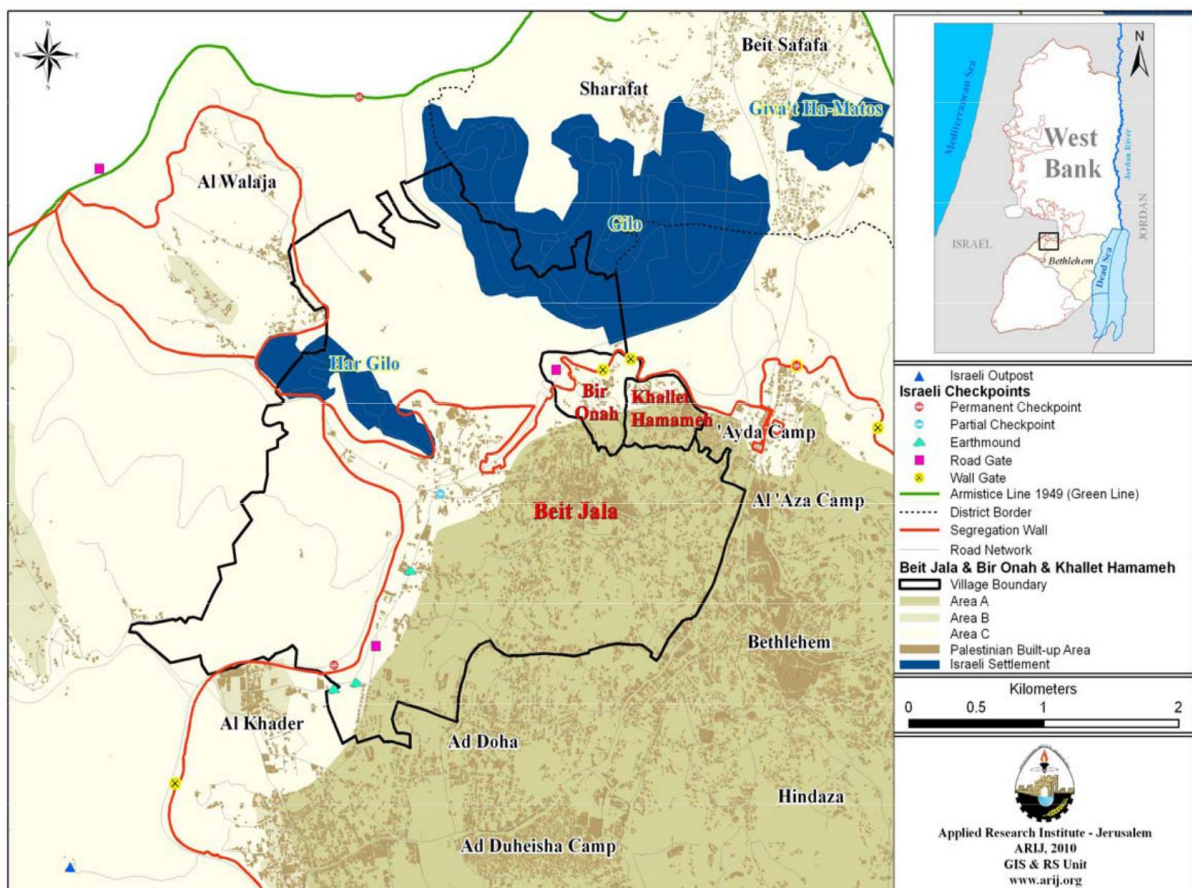 N
W
E
S
Beit Safafa
Sharafat
Giva't Ha-Matos
Al Walaja
Gilo
Har Gilo
Bir
Onah
Khallet
Hamameh
'Ayda Camp
Al 'Aza Camp
Beit Jala
Bethlehem
Al Khader
Ad Doha
Hindaza
Ad Duheisha Camp
N
Mediterranean Sea
West
Bank
Jordan River
JORDAN
ISRAEL
Bethlehem
Dead Sea
Israeli Outpost
Israeli Checkpoints
Permanent Checkpoint
Partial Checkpoint
Earthmound
Road Gate
Wall Gate
Armistice Line 1949 (Green Line)
District Border
Segregation Wall
Road Network
Beit Jala & Bir Onah & Khallet Hamameh
Village Boundary
Area A
Area B
Area C
Palestinian Built-up Area
Israeli Settlement
Kilometers
0 0.5 1 2
Applied Research Institute - Jerusalem
ARIJ, 2010
GIS & RS Unit
www.arij.org